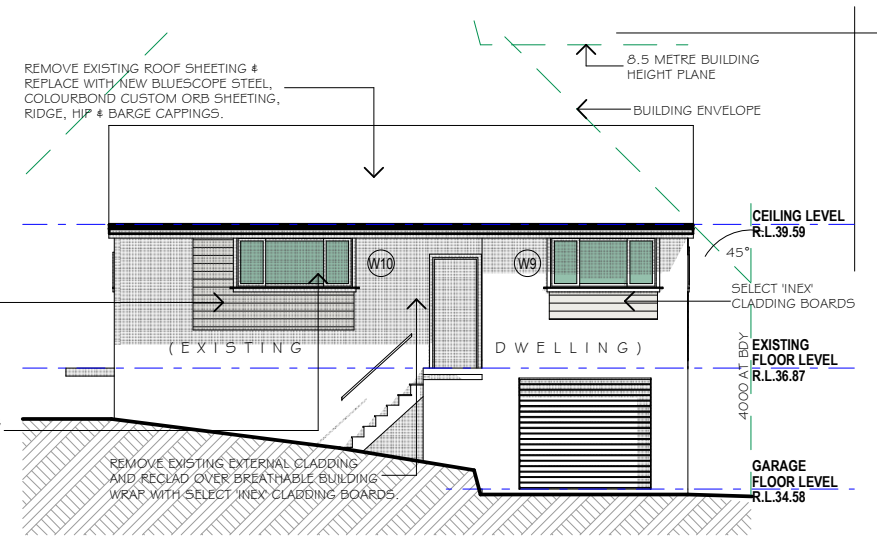 REMOVE EXISTING ROOF SHEETING &
REPLACE WITH NEW BLUESCOPE STEEL,
COLOURBOND CUSTOM ORB SHEETING,
RIDGE, HIP & BARGE CAPPINGS.
8.5 METRE BUILDING
HEIGHT PLANE
BUILDING ENVELOPE
CEILING LEVEL
R.L.39.59
45°
W10
W9
SELECT 'INEX'
CLADDING BOARDS
(EXISTING DWELLING)
EXISTING
FLOOR LEVEL
R.L.36.87
4000 AT BDY
REMOVE EXISTING EXTERNAL CLADDING
AND RECLAD OVER BREATHABLE BUILDING
WRAP WITH SELECT 'INEX' CLADDING BOARDS.
GARAGE
FLOOR LEVEL
R.L.34.58